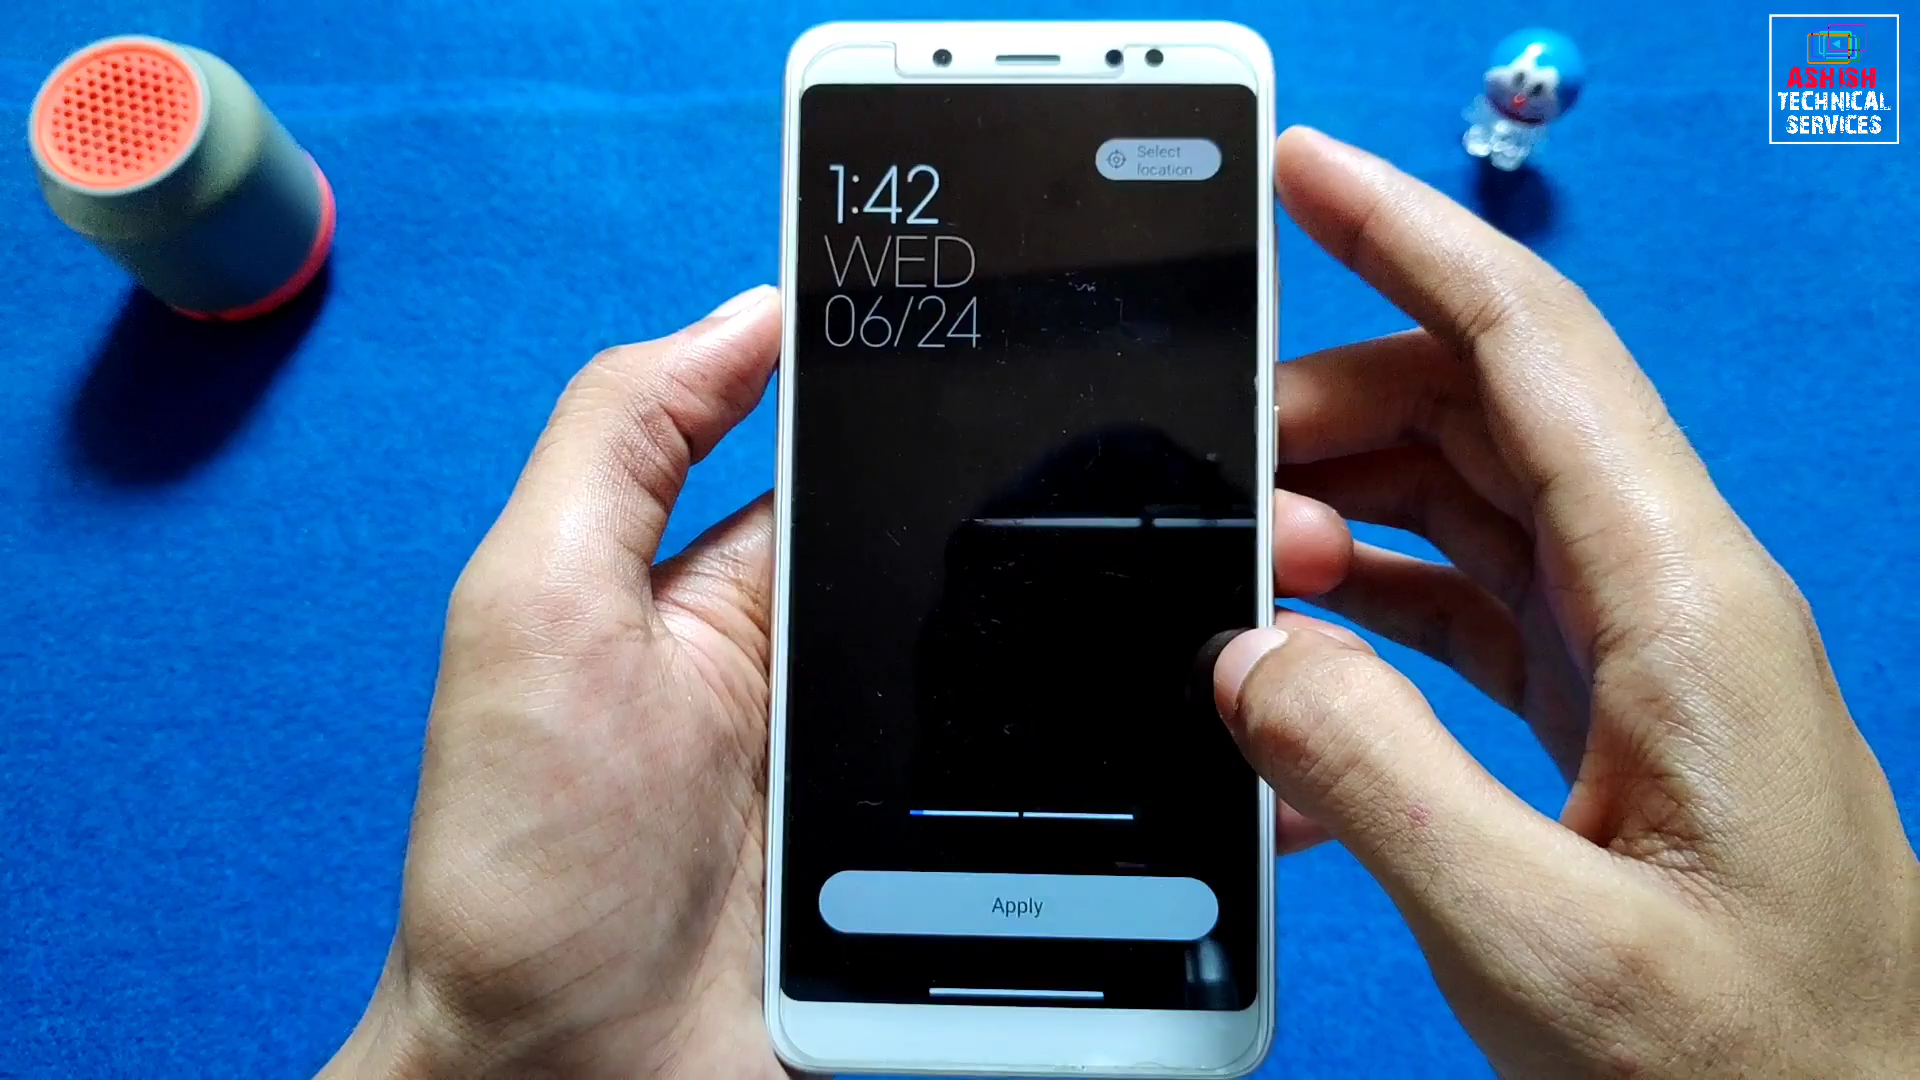 1:42
WED
06/24
Select
location
Apply
ASHISH
TECHNICAL
SERVICES